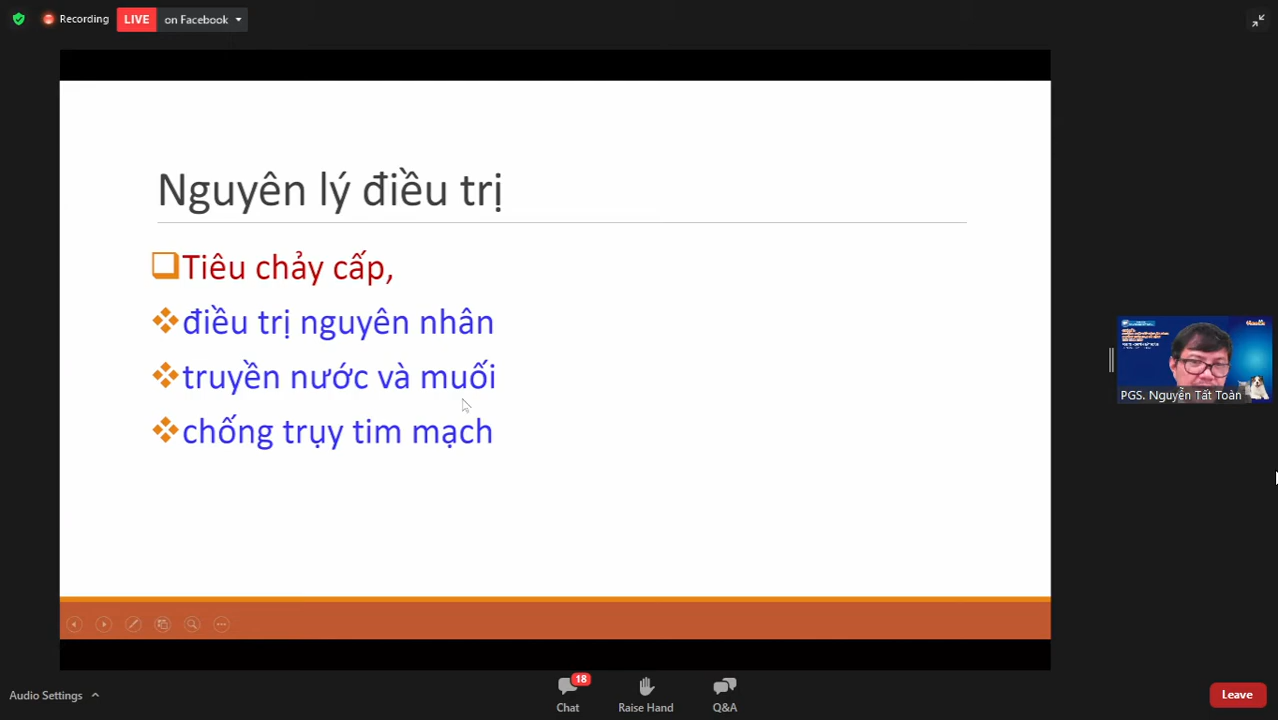 Recording
LIVE on Facebook
Nguyên lý điều trị
Tiêu chảy cấp,
điều trị nguyên nhân
truyền nước và muối
chống trụy tim mạch
PGS. Nguyễn Tất Toàn
Audio Settings
18
Chat
Raise Hand
Q&A
Leave